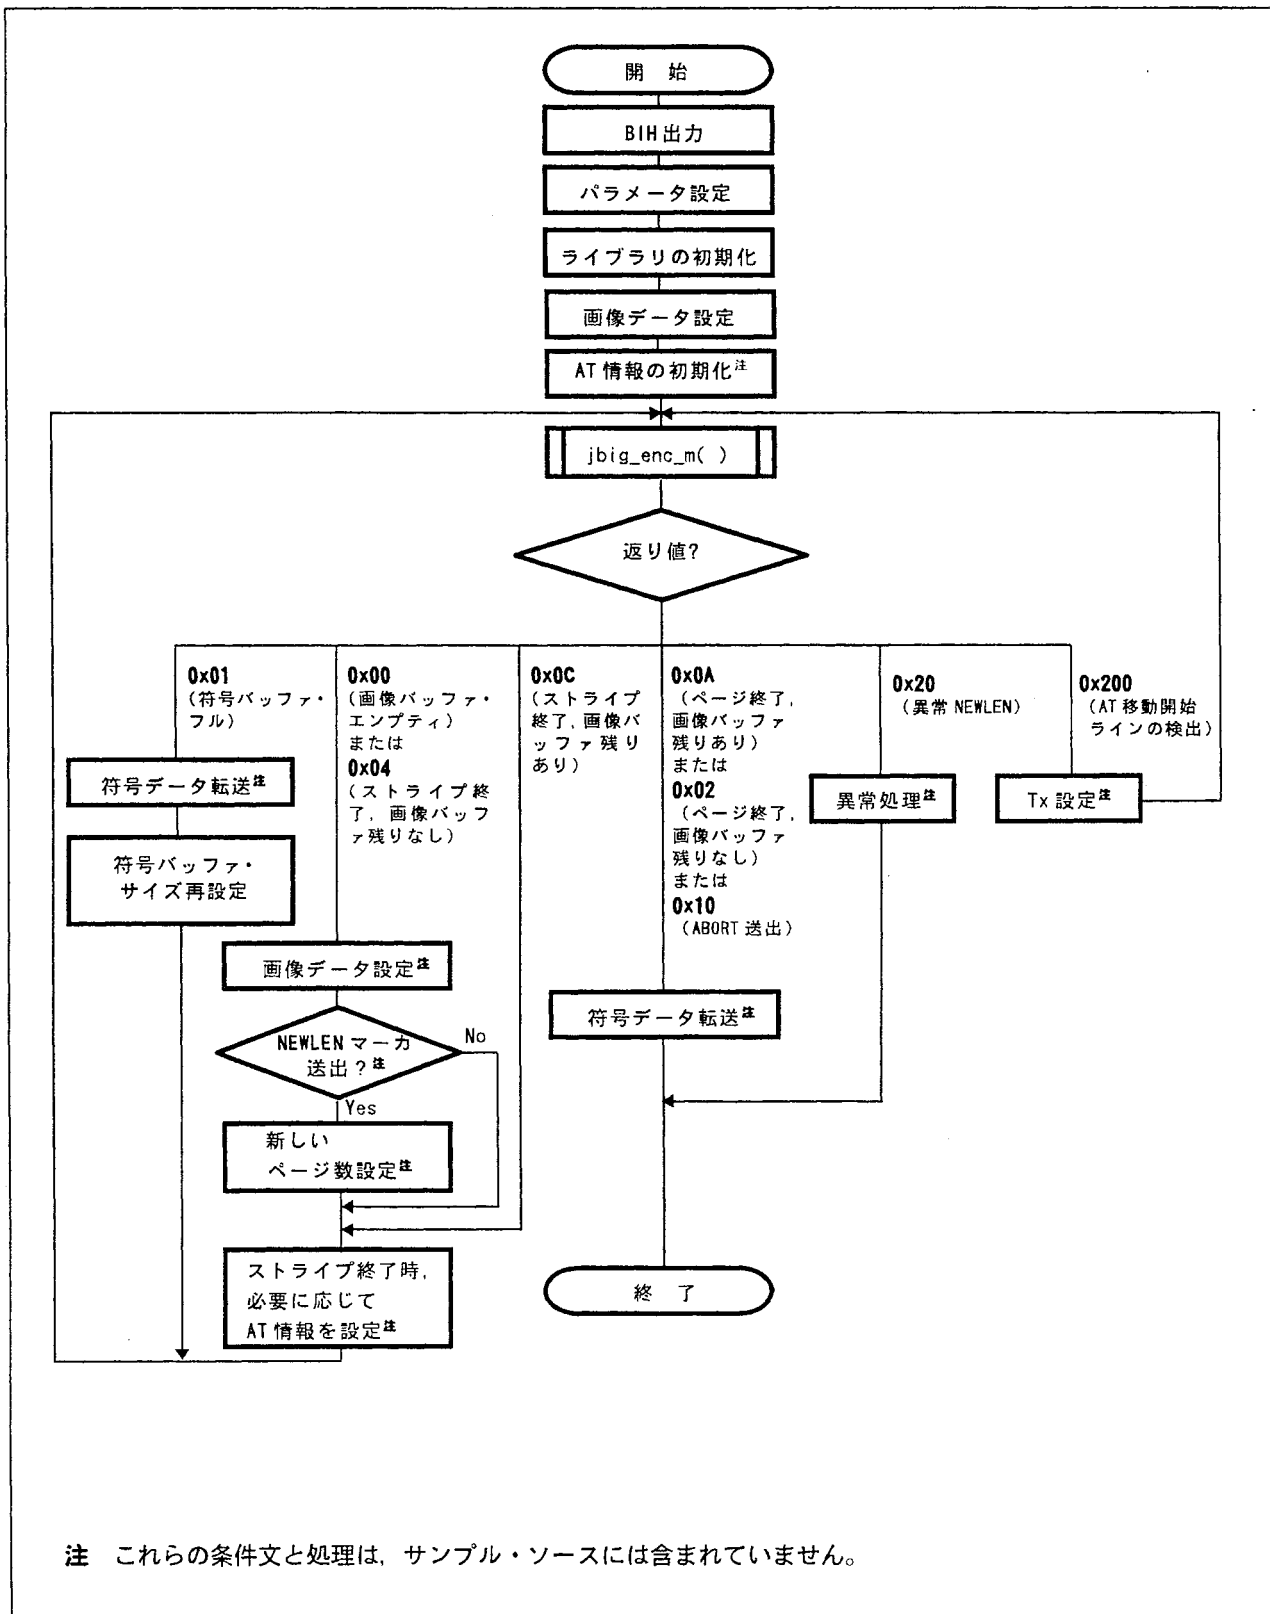 開 始
BIH出力
パラメータ設定
ライブラリの初期化
画像データ設定
AT情報の初期化注
jbig_enc_m( )
返り値?
0x01
(符号バッファ・
フル)
符号データ転送注
符号バッファ・
サイズ再設定
0x00
(画像バッファ・
エンプティ)
または
0x04
(ストライプ終
了, 画像バッフ
ァ残りなし)
画像データ設定注
NEWLENマーカ
送出?注
No
Yes
新しい
ページ数設定注
ストライプ終了時,
必要に応じて
AT情報を設定注
0x0C
(ストライプ
終了, 画像バ
ッファ残り
あり)
0x0A
(ページ終了,
画像バッファ
残りあり)
または
0x02
(ページ終了,
画像バッファ
残りなし)
または
0x10
(ABORT送出)
符号データ転送注
終 了
0x20
(異常NEWLEN)
異常処理注
0x200
(AT移動開始
ラインの検出)
Tx設定注
注 これらの条件文と処理は, サンプル・ソースには含まれていません。